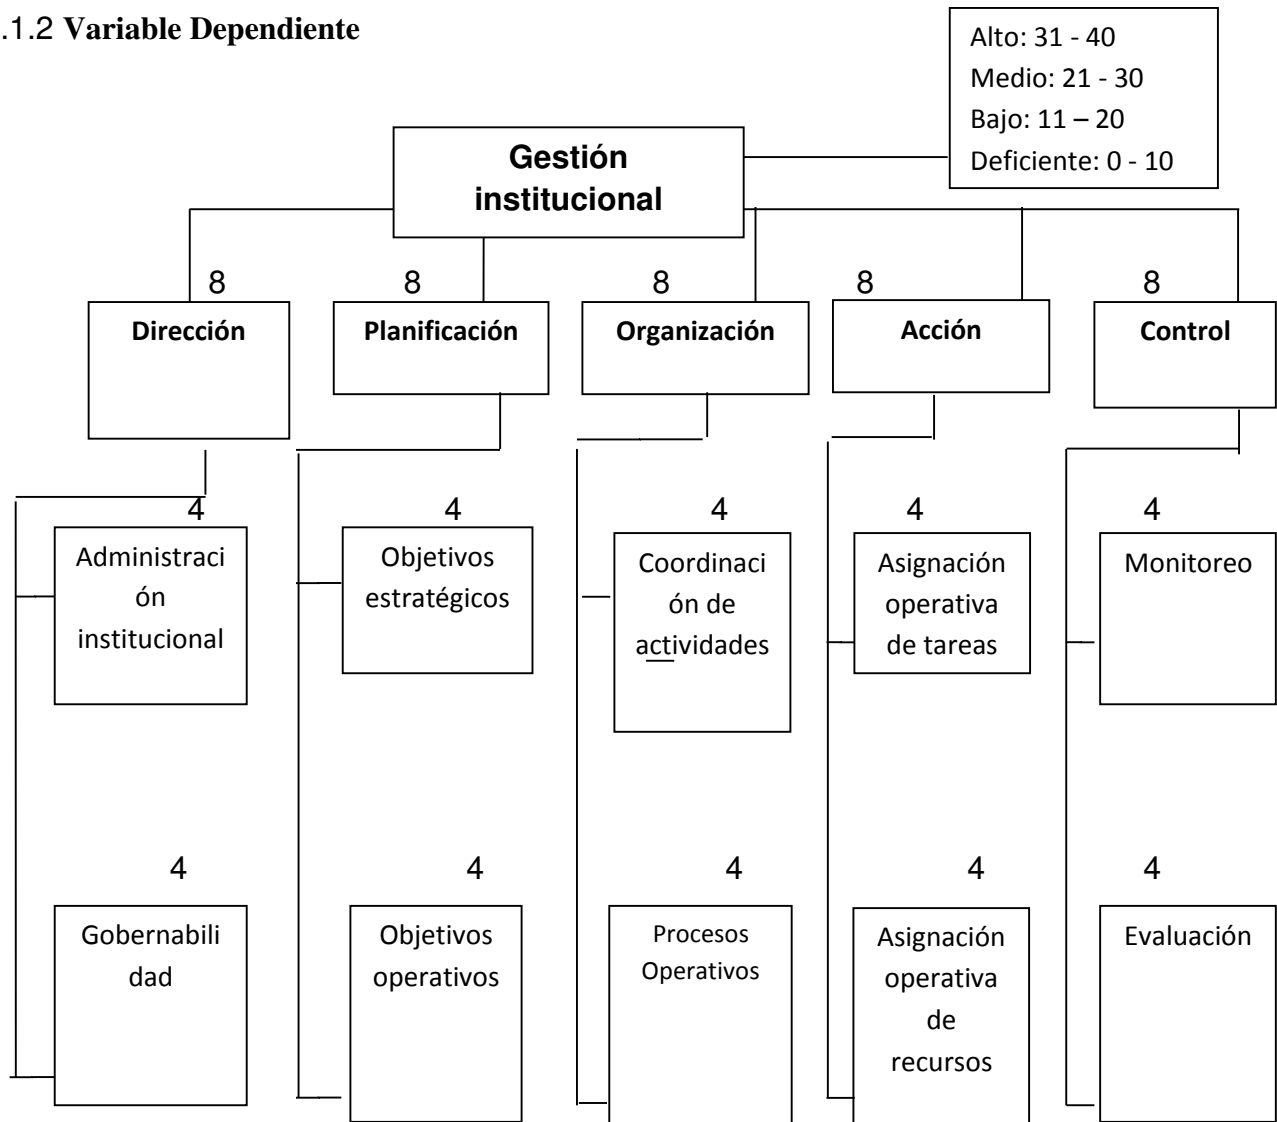 .1.2 Variable Dependiente
Alto: 31 - 40
Medio: 21 - 30
Bajo: 11 – 20
Deficiente: 0 - 10
Gestión
institucional
8
8
8
8
8
Dirección
Planificación
Organización
Acción
Control
4
4
4
4
4
Administraci
ón
institucional
Objetivos
estratégicos
Coordinaci
ón de
actividades
Asignación
operativa
de tareas
Monitoreo
4
4
4
4
4
Gobernabili
dad
Objetivos
operativos
Procesos
Operativos
Asignación
operativa
de
recursos
Evaluación